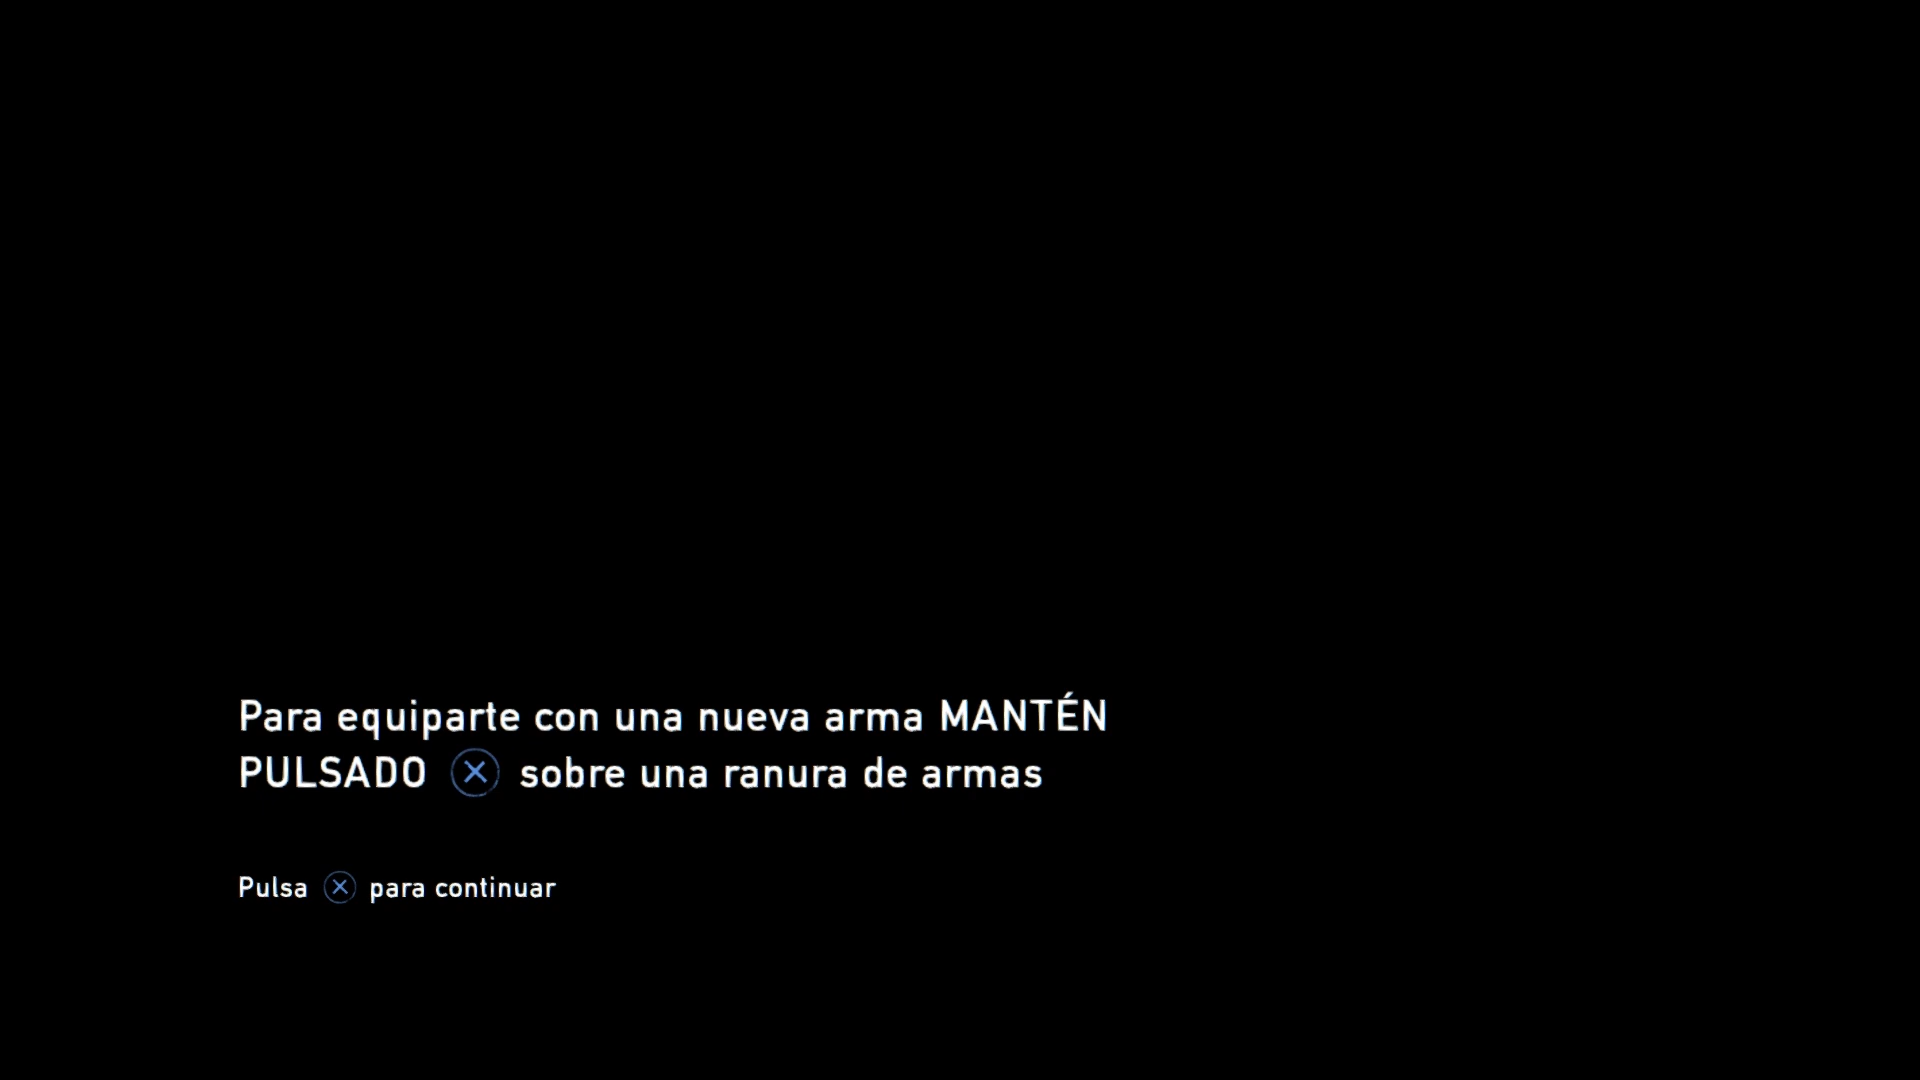 Para equiparte con una nueva arma MANTÉN
PULSADO ⓧ sobre una ranura de armas
Pulsa ⓧ para continuar